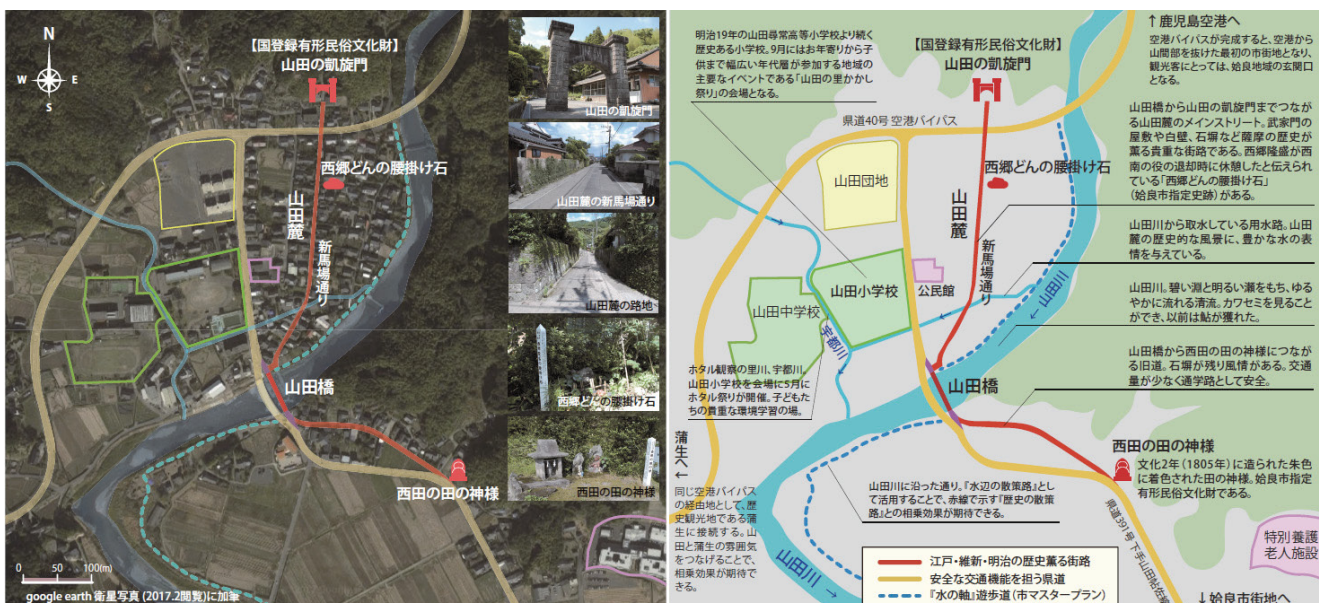 N
W
E
S
【国登録有形民俗文化財】
山田の凱旋門
西郷どんの腰掛け石
山田麓
新馬場通り
山田橋
西田の田の神様
0 50 100(m)
google earth 衛星写真 (2017.2閲覧)に加筆
山田の凱旋門
山田麓の新馬場通り
山田麓の路地
西郷どんの腰掛け石
西田の田の神様
明治19年の山田尋常高等小学校より続く
歴史ある小学校。9月にはお年寄りから子
供まで幅広い年代層が参加する地域の
主要なイベントである「山田の里かかし
祭り」の会場となる。
【国登録有形民俗文化財】
山田の凱旋門
県道40号 空港バイパス
山田団地
西郷どんの腰掛け石
山田麓
新馬場通り
山田小学校
公民館
山田中学校
宇都川
←山田川
山田橋
ホタル観察の里川、宇都川。
山田小学校を会場に5月に
ホタル祭りが開催。子どもた
ちの貴重な環境学習の場。
蒲生へ←
同じ空港バイパス
の経由地として、歴
史観光地である蒲
生に接続する。山
田と蒲生の雰囲気
をつなげることで、
相乗効果が期待で
きる。
山田川に沿った通り。『水辺の散策路』とし
て活用することで、赤線で示す『歴史の散策
路』との相乗効果が期待できる。
山田川→
↑鹿児島空港へ
空港バイパスが完成すると、空港から
山間部を抜けた最初の市街地となり、
観光客にとっては、姶良地域の玄関口
となる。
山田橋から山田の凱旋門までつなが
る山田麓のメインストリート。武家門の
屋敷や白壁、石塀など薩摩の歴史が
薫る貴重な街路である。西郷隆盛が西
南の役の退却時に休憩したと伝えられ
ている「西郷どんの腰掛け石」
(姶良市指定史跡)がある。
山田川から取水している用水路。山田
麓の歴史的な風景に、豊かな水の表
情を与えている。
山田川。碧い淵と明るい瀬をもち、ゆる
やかに流れる清流。カワセミを見ること
ができ、以前は鮎が獲れた。
山田橋から西田の田の神様につなが
る旧道。石塀が残り風情がある。交通
量が少なく通学路として安全。
西田の田の神様
文化2年(1805年)に造られた朱色
に着色された田の神様。姶良市指定
有形民俗文化財である。
県道391号 下手山田帖佐線
特別養護
老人施設
↓姶良市街地へ
江戸・維新・明治の歴史薫る街路
安全な交通機能を担う県道
『水の軸』遊歩道(市マスタープラン)